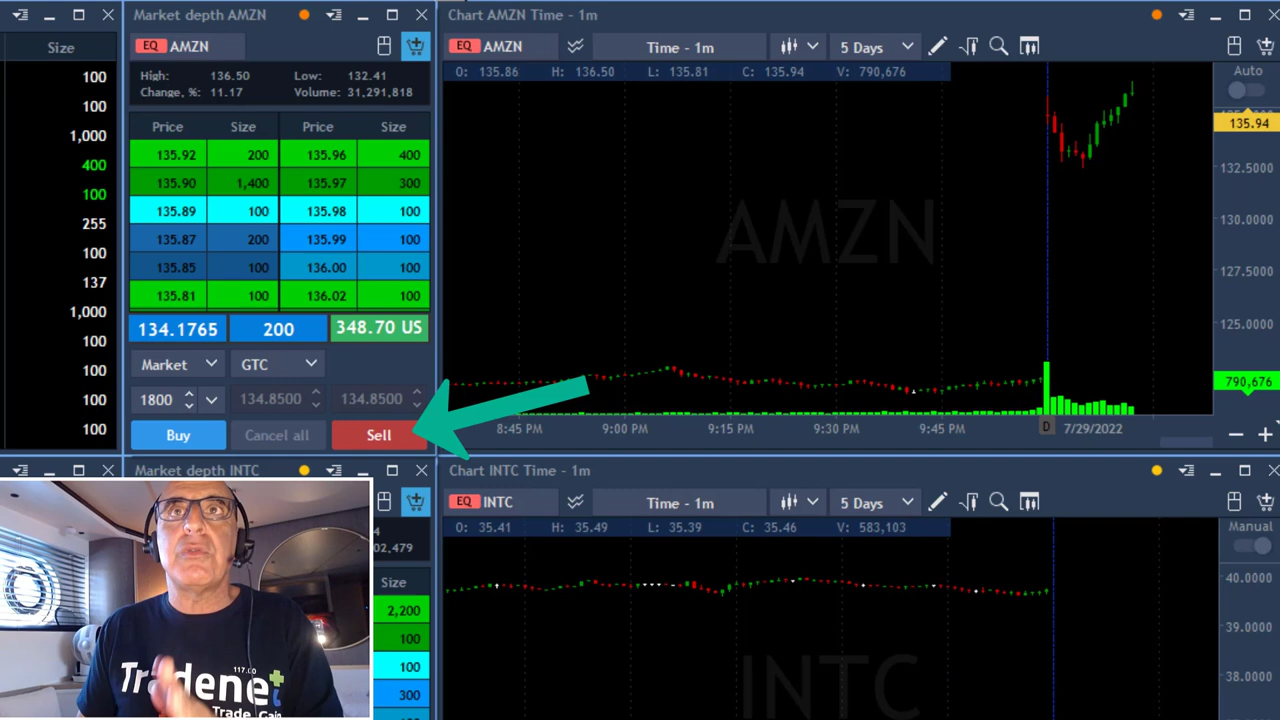 Size
100
100
1,000
400
100
255
100
137
1,000
100
100
100
100
Market depth AMZN
EQ AMZN
High: 136.50 Low: 132.41
Change, %: 11.17 Volume: 31,291,818
Price Size Price Size
135.92 200 135.96 400
135.90 1,400 135.97 300
135.89 100 135.98 100
135.87 200 135.99 100
135.85 100 136.00 100
135.81 100 136.02 100
134.1765 200 348.70 US
Market GTC
1800 134.8500 134.8500
Buy Cancel all Sell
Chart AMZN Time - 1m
EQ AMZN Time - 1m 5 Days
O: 135.86 H: 136.50 L: 135.81 C: 135.94 V: 790,676
Auto
135.94
132.5000
130.0000
127.5000
125.0000
790,676
AMZN
8:45 PM 9:00 PM 9:15 PM 9:30 PM 9:45 PM D 7/29/2022
Market depth INTC
4
02,479
Size
2,200
100
100
300
Chart INTC Time - 1m
EQ INTC Time - 1m 5 Days
O: 35.41 H: 35.49 L: 35.39 C: 35.46 V: 583,103
Manual
40.0000
39.0000
38.0000
INTC
117.00
Tradenet
Trade. Gain